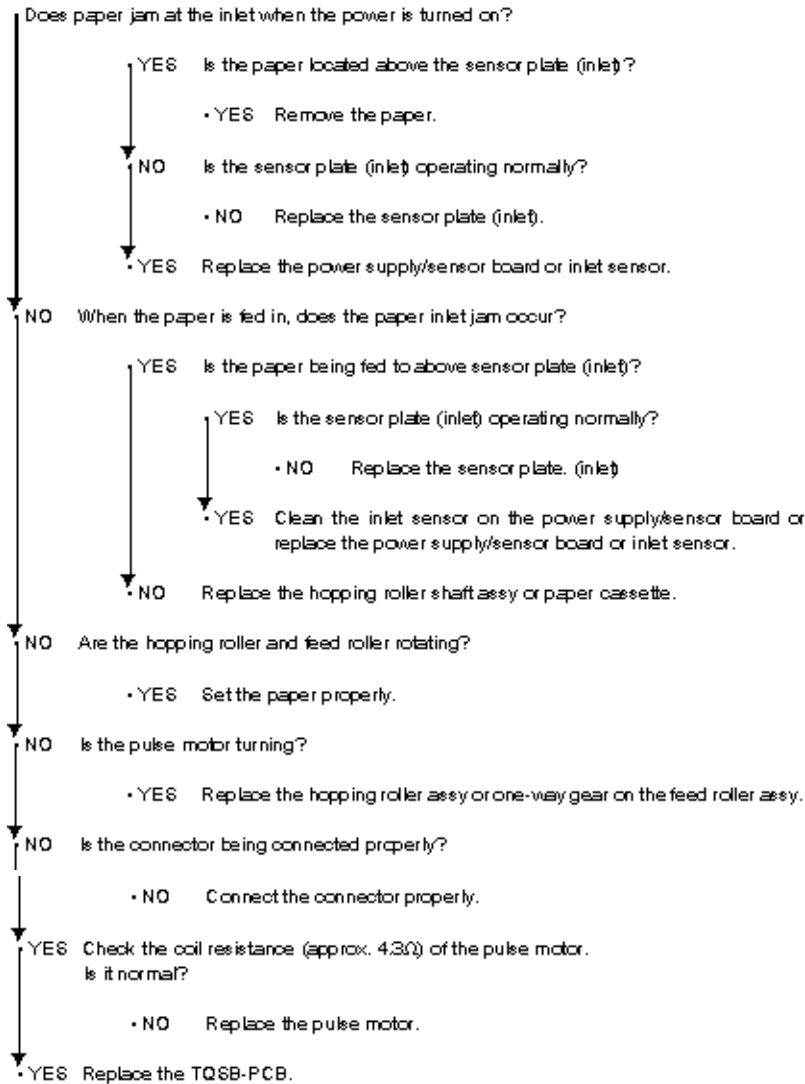 Does paper jam at the inlet when the power is turned on?
• YES Is the paper located above the sensor plate (inlet)?
• YES Remove the paper.
• NO Is the sensor plate (inlet) operating normally?
• NO Replace the sensor plate (inlet).
• YES Replace the power supply/sensor board or inlet sensor.
• NO When the paper is fed in, does the paper inlet jam occur?
• YES Is the paper being fed to above sensor plate (inlet)?
• YES Is the sensor plate (inlet) operating normally?
• NO Replace the sensor plate. (inlet)
• YES Clean the inlet sensor on the power supply/sensor board or
replace the power supply/sensor board or inlet sensor.
• NO Replace the hopping roller shaft assy or paper cassette.
• NO Are the hopping roller and feed roller rotating?
• YES Set the paper properly.
• NO Is the pulse motor turning?
• YES Replace the hopping roller assy or one-way gear on the feed roller assy.
• NO Is the connector being connected properly?
• NO Connect the connector properly.
• YES Check the coil resistance (approx. 4.3Ω) of the pulse motor.
Is it normal?
• NO Replace the pulse motor.
• YES Replace the TQSB-PCB.